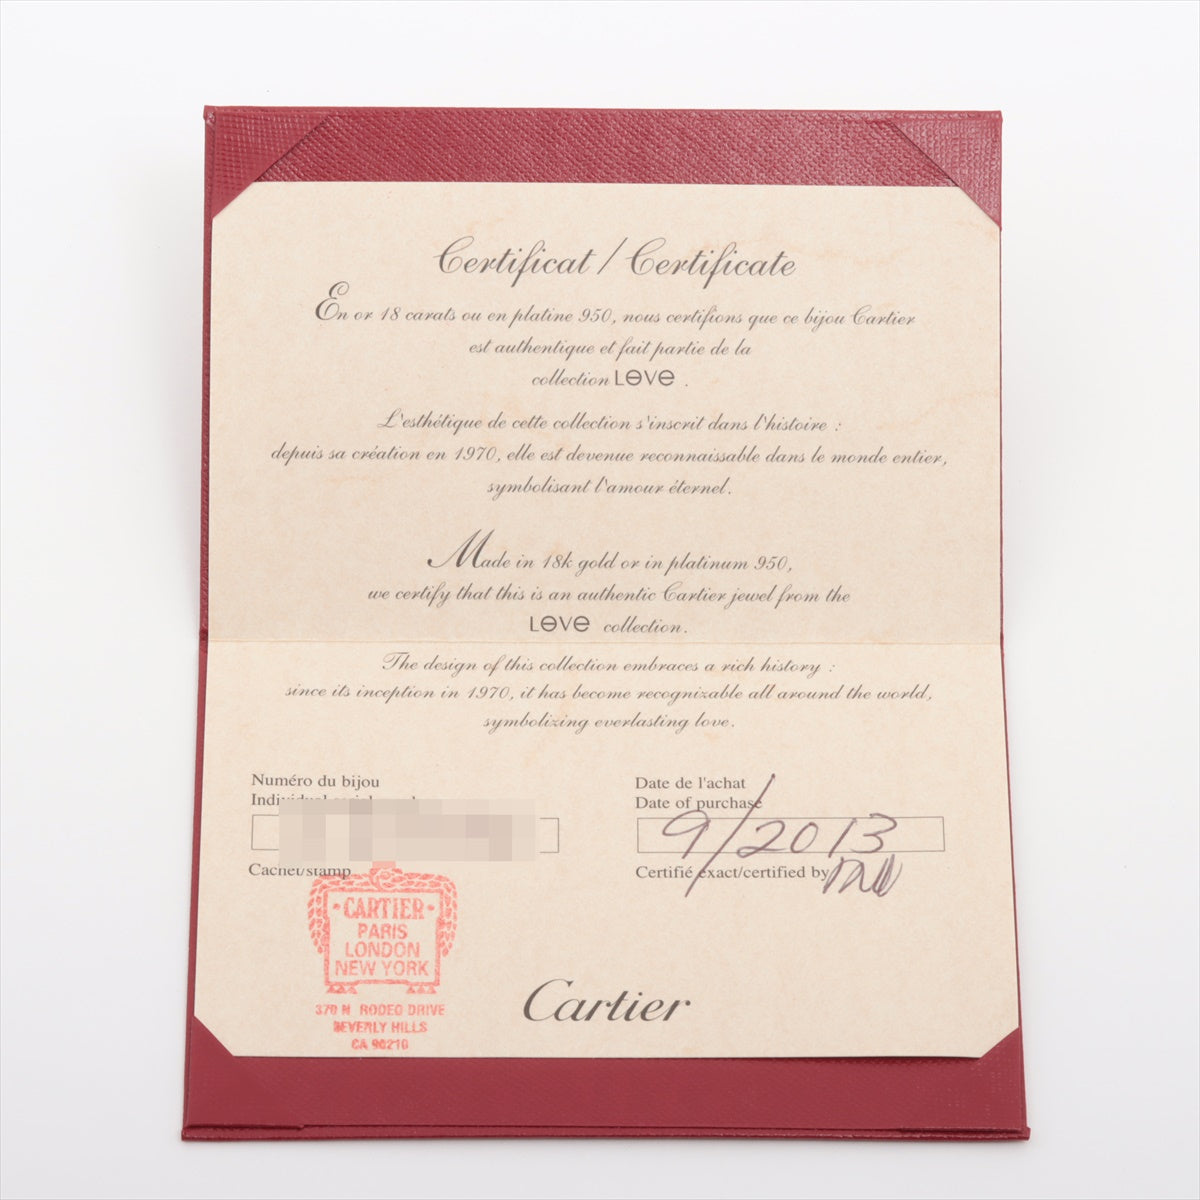 Certificat / Certificate
En or 18 carats ou en platine 950, nous certifions que ce bijou Cartier
est authentique et fait partie de la
collection LOVE .
L'esthétique de cette collection s'inscrit dans l'histoire :
depuis sa création en 1970, elle est devenue reconnaissable dans le monde entier,
symbolisant l'amour éternel.
Made in 18k gold or in platinum 950,
we certify that this is an authentic Cartier jewel from the
LOVE collection.
The design of this collection embraces a rich history :
since its inception in 1970, it has become recognizable all around the world,
symbolizing everlasting love.
Numéro du bijou
Date de l'achat
Date of purchase
9/2013
Cachet/stamp
Certifié exact/certified by
CARTIER
PARIS
LONDON
NEW YORK
370 N RODEO DRIVE
BEVERLY HILLS
CA 90210
Cartier